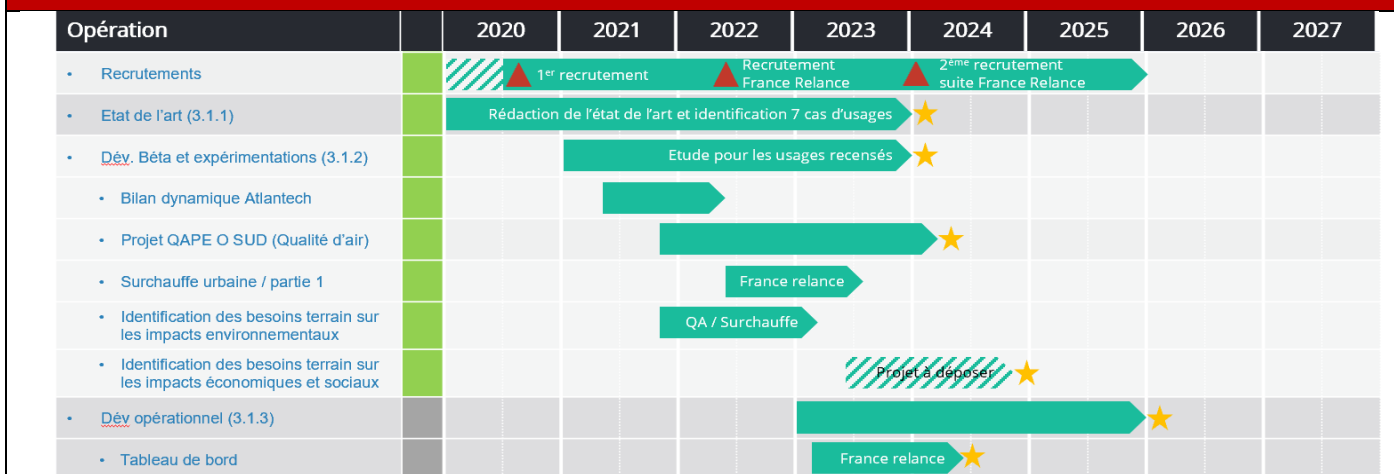 Opération 2020 2021 2022 2023 2024 2025 2026 2027
• Recrutements
1er recrutement
Recrutement
France Relance
2ème recrutement
suite France Relance
• Etat de l’art (3.1.1)
Rédaction de l’état de l’art et identification 7 cas d’usages
• Dév. Béta et expérimentations (3.1.2)
Etude pour les usages recensés
• Bilan dynamique Atlantech
• Projet QAPE O SUD (Qualité d’air)
• Surchauffe urbaine / partie 1
France relance
• Identification des besoins terrain sur
les impacts environnementaux
QA / Surchauffe
• Identification des besoins terrain sur
les impacts économiques et sociaux
Projet à déposer
• Dév opérationnel (3.1.3)
• Tableau de bord
France relance